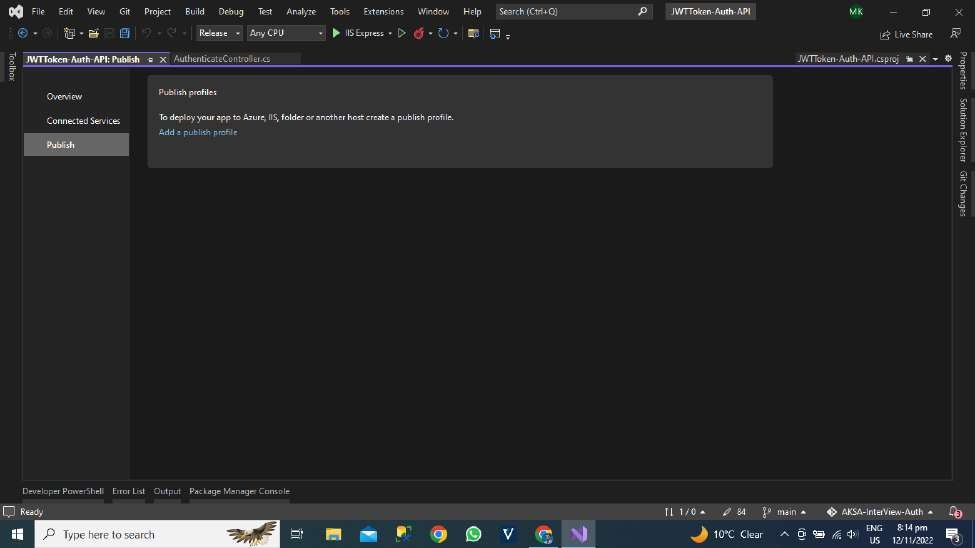 File Edit View Git Project Build Debug Test Analyze Tools Extensions Window Help Search (Ctrl+Q) JWTToken-Auth-API MK
Release Any CPU IIS Express Live Share
JWTToken-Auth-API: Publish AuthenticateController.cs JWTToken-Auth-API.csproj
Toolbox
Properties
Solution Explorer
Git Changes
Overview
Connected Services
Publish
Publish profiles
To deploy your app to Azure, IIS, folder or another host create a publish profile.
Add a publish profile
Developer PowerShell Error List Output Package Manager Console
Ready 1 / 0 84 main AKSA-InterView-Auth 3
Type here to search 10°C Clear ENG US 8:14 pm 12/11/2022 3